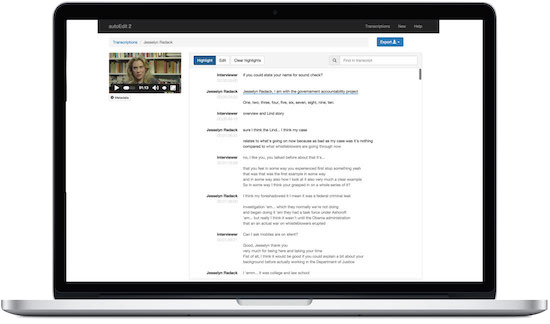 autoEdit 2
Transcriptions New Help
Transcriptions / Jesselyn Radack
Export
Highlight Edit Clear highlights
Find in transcript
01:13
Metadata
Interviewer if you could state your name for sound check?
Jesselyn Radack Jesselyn Radack, I am with the governament accountability project
One, two, three, four, five, six, seven, eight, nine, ten.
Interviewer overview and Lind story
Jesselyn Radack sure I think the Lind... I think my case
relates to what's going on now because as bad as my case was it's nothing
compared to what whistleblowers are going through now
Interviewer no, I like you, you talked before about that it's...
that you see in some way you experienced first stop something yeah
that was that was the first example in some way
and in some way also how I look at it also very much a clear example
So in some way I think your prepared in on a whole sense of it?
Jesselyn Radack I think my foreshadowed it I mean it was a federal criminal leak
investigation 'em... which they normally we're not doing
and began doing it 'em they had a task force under Ashcroft
'em... but really I think it wasn't until the Obama administration
that an an actual war on whistleblowers erupted
Interviewer Can I ask mobiles are on silent?
Good, Jesselyn thank you
very much for being here and taking your time
First of all, I think it would be good if you could explain a bit about your
background before actually working in the Department of Justice
Jesselyn Radack I 'emm... it was college and law school